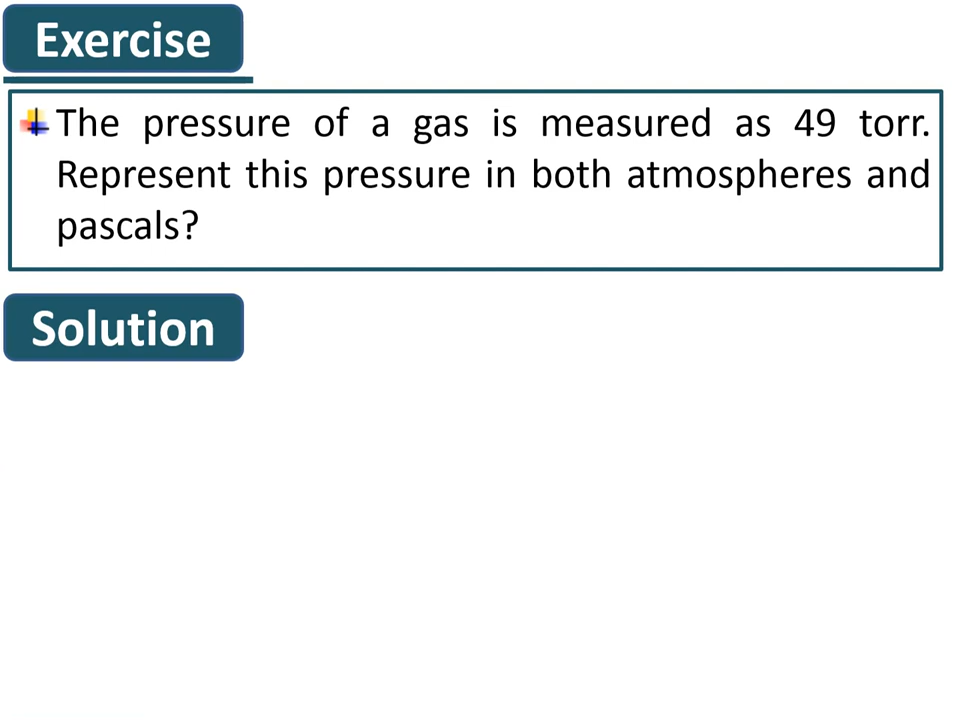 Exercise
The pressure of a gas is measured as 49 torr.
Represent this pressure in both atmospheres and
pascals?
Solution